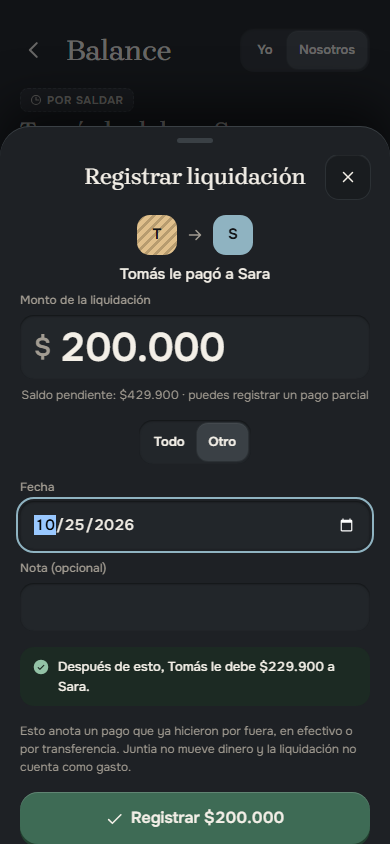 Balance
Yo
Nosotros
POR SALDAR
Registrar liquidación
T
→
S
Tomás le pagó a Sara
Monto de la liquidación
$ 200.000
Saldo pendiente: $429.900 · puedes registrar un pago parcial
Todo
Otro
Fecha
10/25/2026
Nota (opcional)
Después de esto, Tomás le debe $229.900 a
Sara.
Esto anota un pago que ya hicieron por fuera, en efectivo o
por transferencia. Juntia no mueve dinero y la liquidación no
cuenta como gasto.
Registrar $200.000